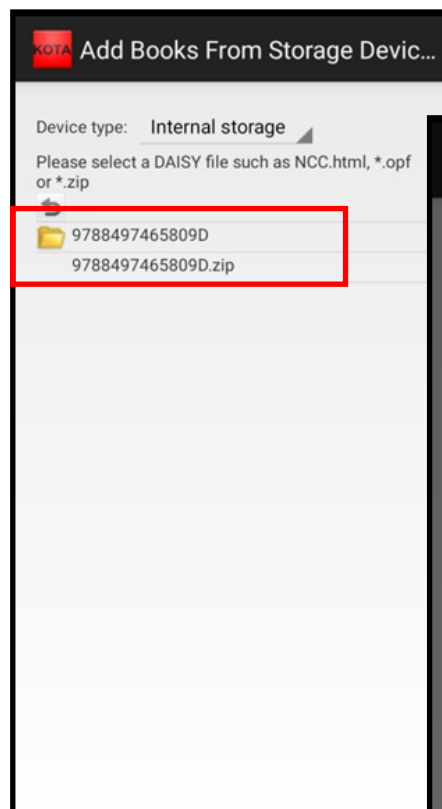 KOTA Add Books From Storage Devic...
Device type: Internal storage
Please select a DAISY file such as NCC.html, *.opf
or *.zip
9788497465809D
9788497465809D.zip